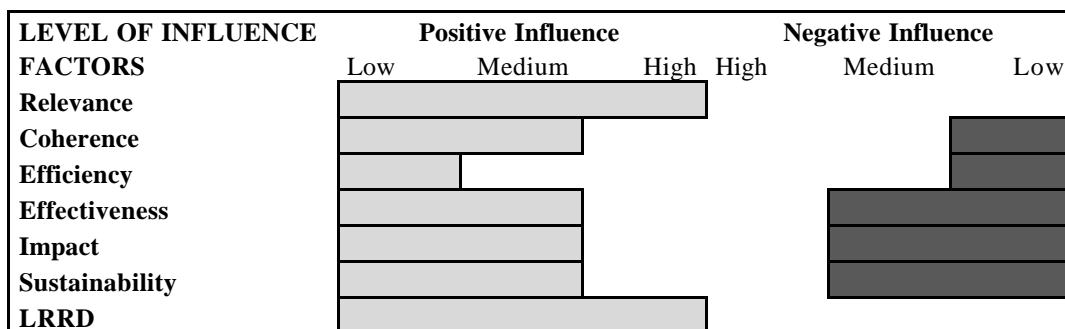 LEVEL OF INFLUENCE Positive Influence Negative Influence
FACTORS Low Medium High High Medium Low
Relevance
Coherence
Efficiency
Effectiveness
Impact
Sustainability
LRRD